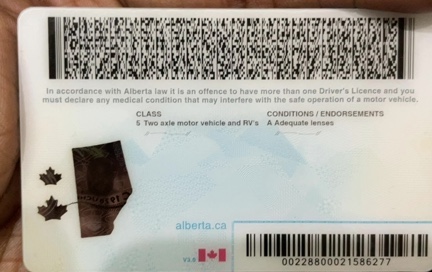 In accordance with Alberta law it is an offence to have more than one Driver's Licence and you
must declare any medical condition that may interfere with the safe operation of a motor vehicle.
CLASS CONDITIONS / ENDORSEMENTS
5 Two axle motor vehicle and RV's A Adequate lenses
alberta.ca
V2.0
00228800021586277